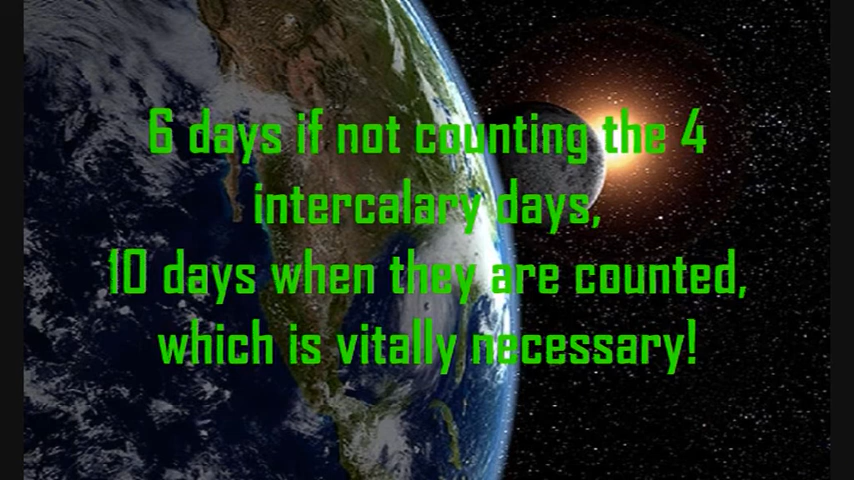 6 days if not counting the 4
intercalary days,
10 days when they are counted,
which is vitally necessary!